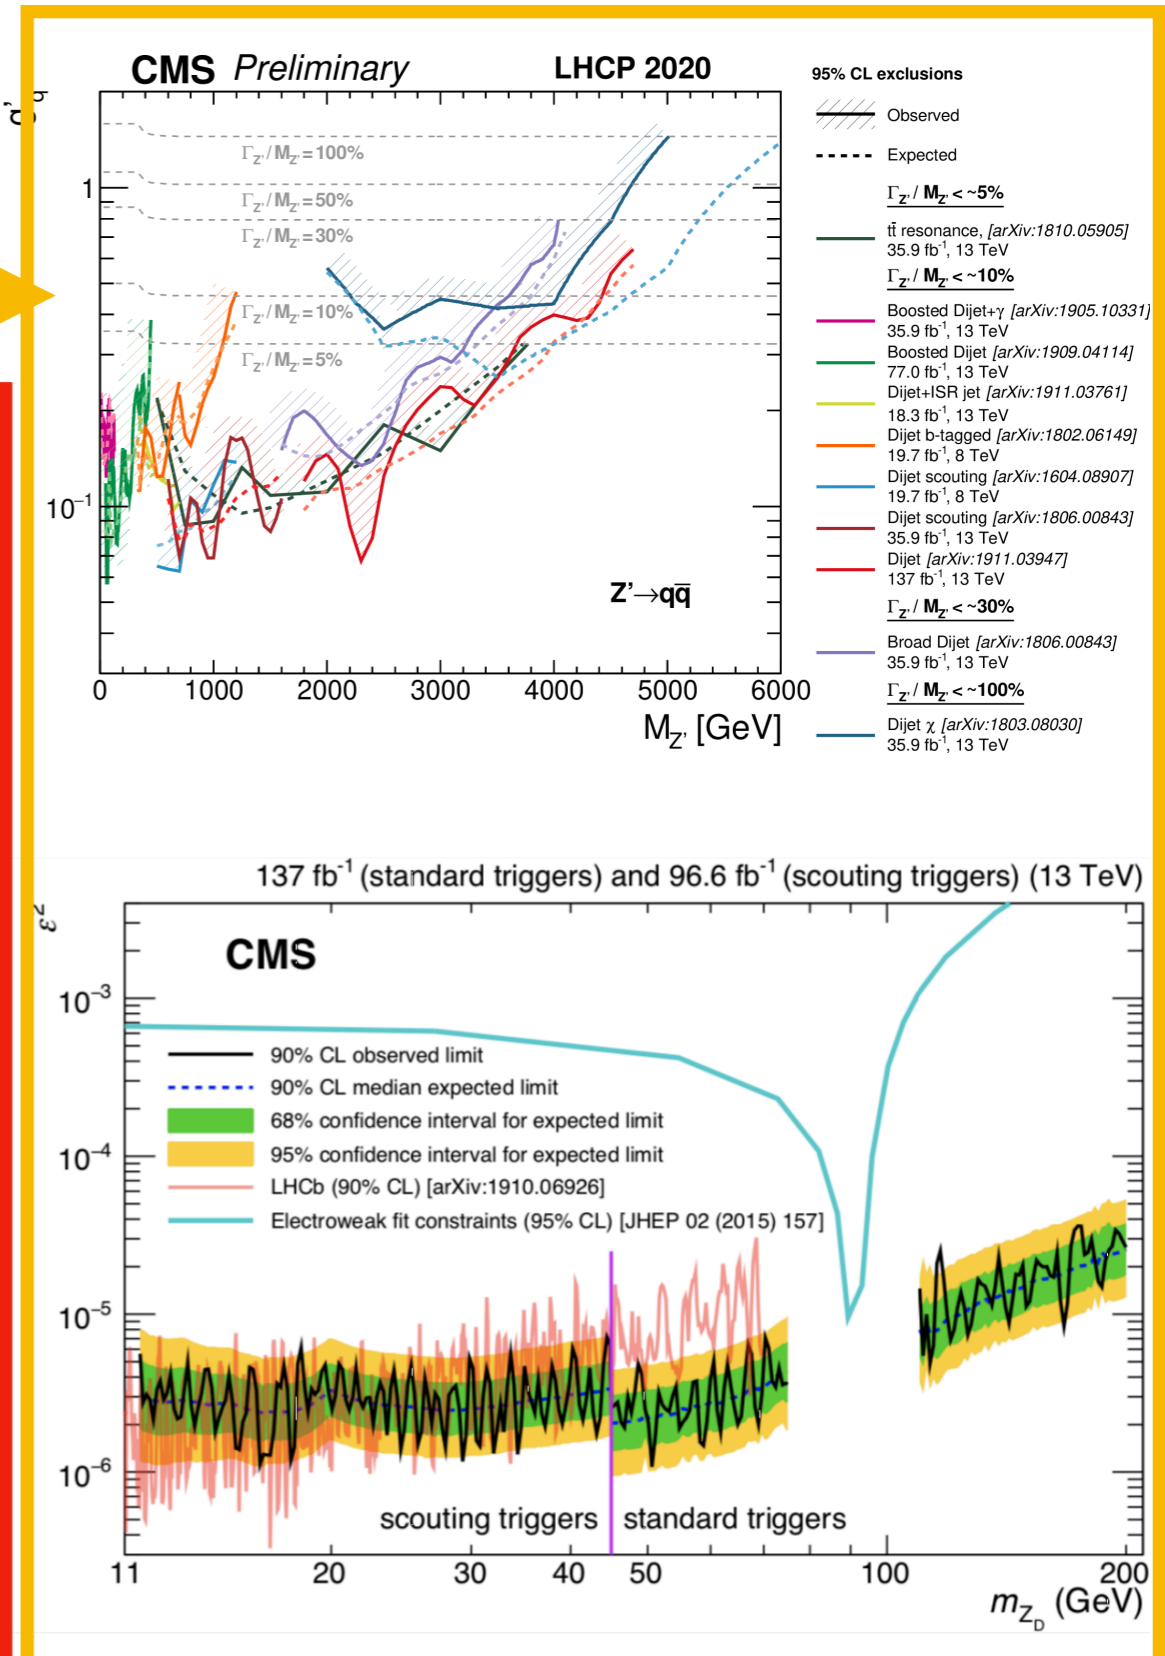 CMS Preliminary LHCP 2020
g'q
1
10⁻¹
Γ_Z'/M_Z'=100%
Γ_Z'/M_Z'=50%
Γ_Z'/M_Z'=30%
Γ_Z'/M_Z'=10%
Γ_Z'/M_Z'=5%
Z'→qq̅
0 1000 2000 3000 4000 5000 6000
M_Z' [GeV]
95% CL exclusions
Observed
Expected
Γ_Z'/ M_Z' < ~5%
tt̅ resonance, [arXiv:1810.05905]
35.9 fb⁻¹, 13 TeV
Γ_Z'/ M_Z' < ~10%
Boosted Dijet+γ [arXiv:1905.10331]
35.9 fb⁻¹, 13 TeV
Boosted Dijet [arXiv:1909.04114]
77.0 fb⁻¹, 13 TeV
Dijet+ISR jet [arXiv:1911.03761]
18.3 fb⁻¹, 13 TeV
Dijet b-tagged [arXiv:1802.06149]
19.7 fb⁻¹, 8 TeV
Dijet scouting [arXiv:1604.08907]
19.7 fb⁻¹, 8 TeV
Dijet scouting [arXiv:1806.00843]
35.9 fb⁻¹, 13 TeV
Dijet [arXiv:1911.03947]
137 fb⁻¹, 13 TeV
Γ_Z'/ M_Z' < ~30%
Broad Dijet [arXiv:1806.00843]
35.9 fb⁻¹, 13 TeV
Γ_Z'/ M_Z' < ~100%
Dijet χ [arXiv:1803.08030]
35.9 fb⁻¹, 13 TeV
137 fb⁻¹ (standard triggers) and 96.6 fb⁻¹ (scouting triggers) (13 TeV)
ε²
CMS
10⁻³
10⁻⁴
10⁻⁵
10⁻⁶
90% CL observed limit
90% CL median expected limit
68% confidence interval for expected limit
95% confidence interval for expected limit
LHCb (90% CL) [arXiv:1910.06926]
Electroweak fit constraints (95% CL) [JHEP 02 (2015) 157]
scouting triggers standard triggers
11 20 30 40 50 100 200
m_Z_D (GeV)